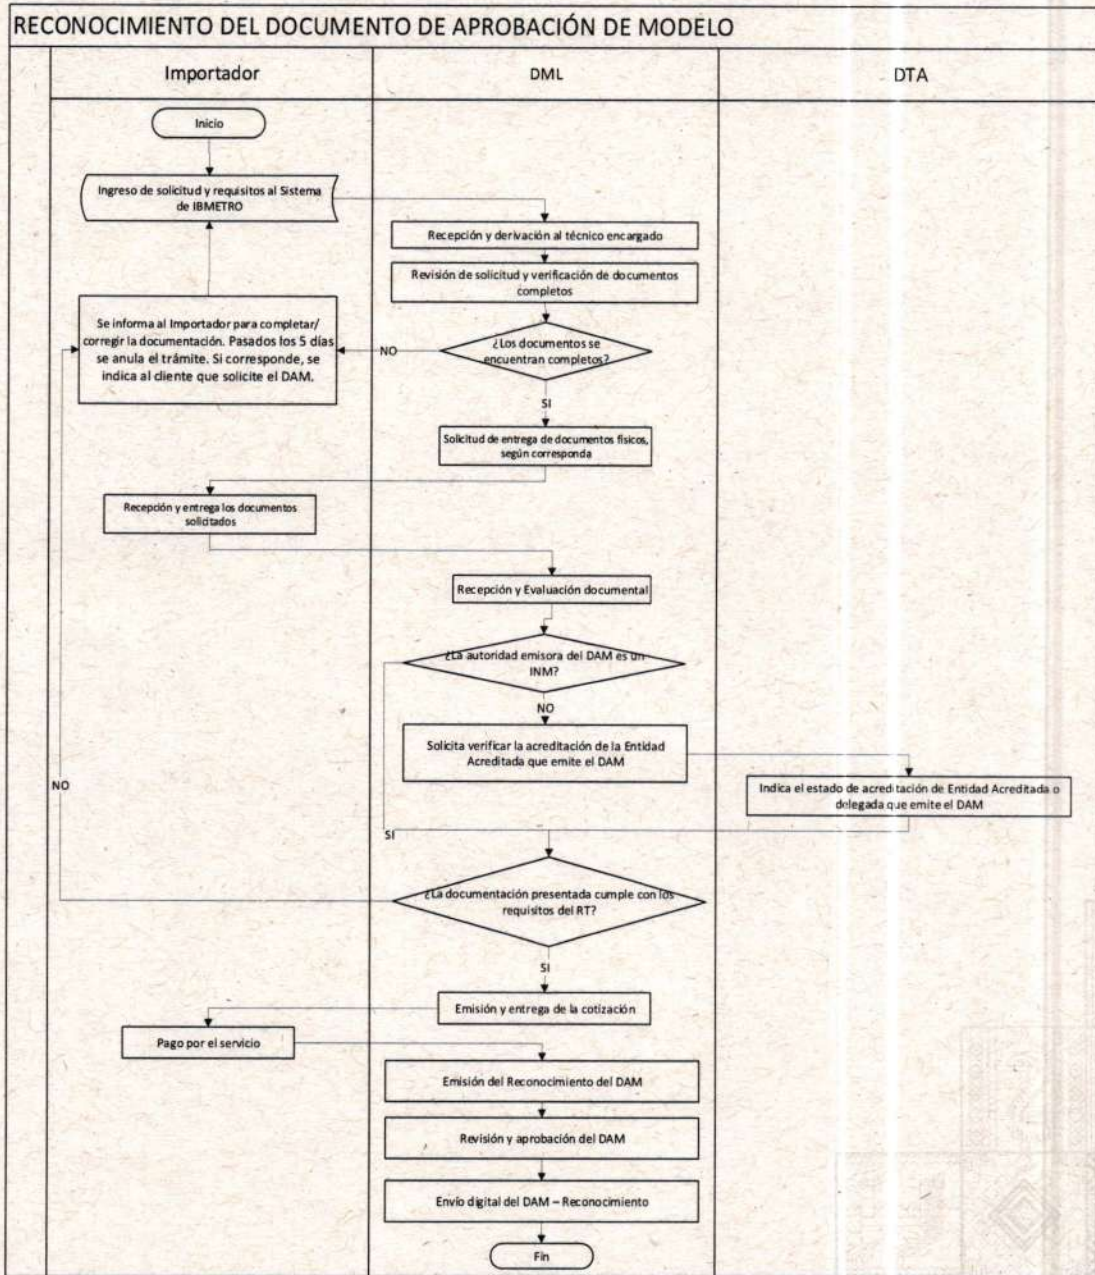 RECONOCIMIENTO DEL DOCUMENTO DE APROBACIÓN DE MODELO
Importador
DML
DTA
Inicio
Ingreso de solicitud y requisitos al Sistema
de IBMETRO
Recepción y derivación al técnico encargado
Revisión de solicitud y verificación de documentos
completos
Se informa al Importador para completar/
corregir la documentación. Pasados los 5 días
se anula el trámite. Si corresponde, se
indica al cliente que solicite el DAM.
NO
¿Los documentos se
encuentran completos?
SI
Solicitud de entrega de documentos físicos,
según corresponda
Recepción y entrega los documentos
solicitados
Recepción y Evaluación documental
¿La autoridad emisora del DAM es un
INM?
NO
Solicita verificar la acreditación de la Entidad
Acreditada que emite el DAM
NO
Indica el estado de acreditación de Entidad Acreditada o
delegada que emite el DAM
SI
¿La documentación presentada cumple con los
requisitos del RT?
SI
Emisión y entrega de la cotización
Pago por el servicio
Emisión del Reconocimiento del DAM
Revisión y aprobación del DAM
Envío digital del DAM – Reconocimiento
Fin